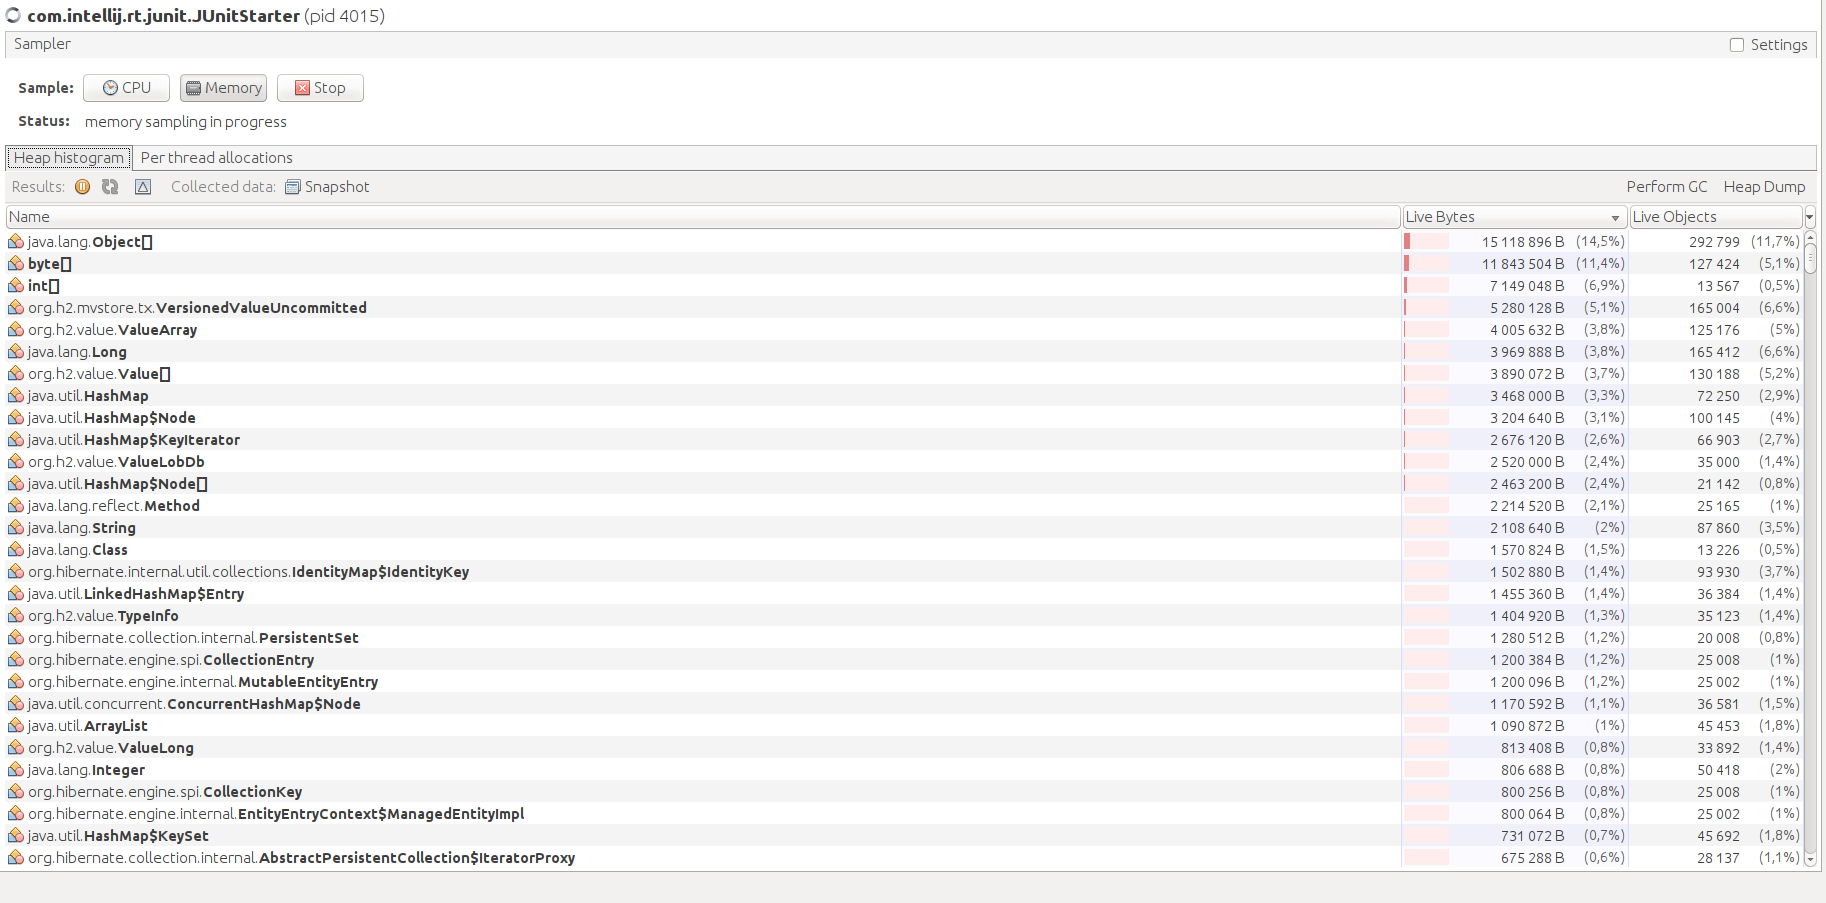 com.intellij.rt.junit.JUnitStarter (pid 4015)
Sampler Settings
Sample: CPU Memory Stop
Status: memory sampling in progress
Heap histogram Per thread allocations
Results: Collected data: Snapshot Perform GC Heap Dump
Name Live Bytes Live Objects
java.lang.Object[] 15 118 896 B (14,5%) 292 799 (11,7%)
byte[] 11 843 504 B (11,4%) 127 424 (5,1%)
int[] 7 149 048 B (6,9%) 13 567 (0,5%)
org.h2.mvstore.tx.VersionedValueUncommitted 5 280 128 B (5,1%) 165 004 (6,6%)
org.h2.value.ValueArray 4 005 632 B (3,8%) 125 176 (5%)
java.lang.Long 3 969 888 B (3,8%) 165 412 (6,6%)
org.h2.value.Value[] 3 890 072 B (3,7%) 130 188 (5,2%)
java.util.HashMap 3 468 000 B (3,3%) 72 250 (2,9%)
java.util.HashMap$Node 3 204 640 B (3,1%) 100 145 (4%)
java.util.HashMap$KeyIterator 2 676 120 B (2,6%) 66 903 (2,7%)
org.h2.value.ValueLobDb 2 520 000 B (2,4%) 35 000 (1,4%)
java.util.HashMap$Node[] 2 463 200 B (2,4%) 21 142 (0,8%)
java.lang.reflect.Method 2 214 520 B (2,1%) 25 165 (1%)
java.lang.String 2 108 640 B (2%) 87 860 (3,5%)
java.lang.Class 1 570 824 B (1,5%) 13 226 (0,5%)
org.hibernate.internal.util.collections.IdentityMap$IdentityKey 1 502 880 B (1,4%) 93 930 (3,7%)
java.util.LinkedHashMap$Entry 1 455 360 B (1,4%) 36 384 (1,4%)
org.h2.value.TypeInfo 1 404 920 B (1,3%) 35 123 (1,4%)
org.hibernate.collection.internal.PersistentSet 1 280 512 B (1,2%) 20 008 (0,8%)
org.hibernate.engine.spi.CollectionEntry 1 200 384 B (1,2%) 25 008 (1%)
org.hibernate.engine.internal.MutableEntityEntry 1 200 096 B (1,2%) 25 002 (1%)
java.util.concurrent.ConcurrentHashMap$Node 1 170 592 B (1,1%) 36 581 (1,5%)
java.util.ArrayList 1 090 872 B (1%) 45 453 (1,8%)
org.h2.value.ValueLong 813 408 B (0,8%) 33 892 (1,4%)
java.lang.Integer 806 688 B (0,8%) 50 418 (2%)
org.hibernate.engine.spi.CollectionKey 800 256 B (0,8%) 25 008 (1%)
org.hibernate.engine.internal.EntityEntryContext$ManagedEntityImpl 800 064 B (0,8%) 25 002 (1%)
java.util.HashMap$KeySet 731 072 B (0,7%) 45 692 (1,8%)
org.hibernate.collection.internal.AbstractPersistentCollection$IteratorProxy 675 288 B (0,6%) 28 137 (1,1%)